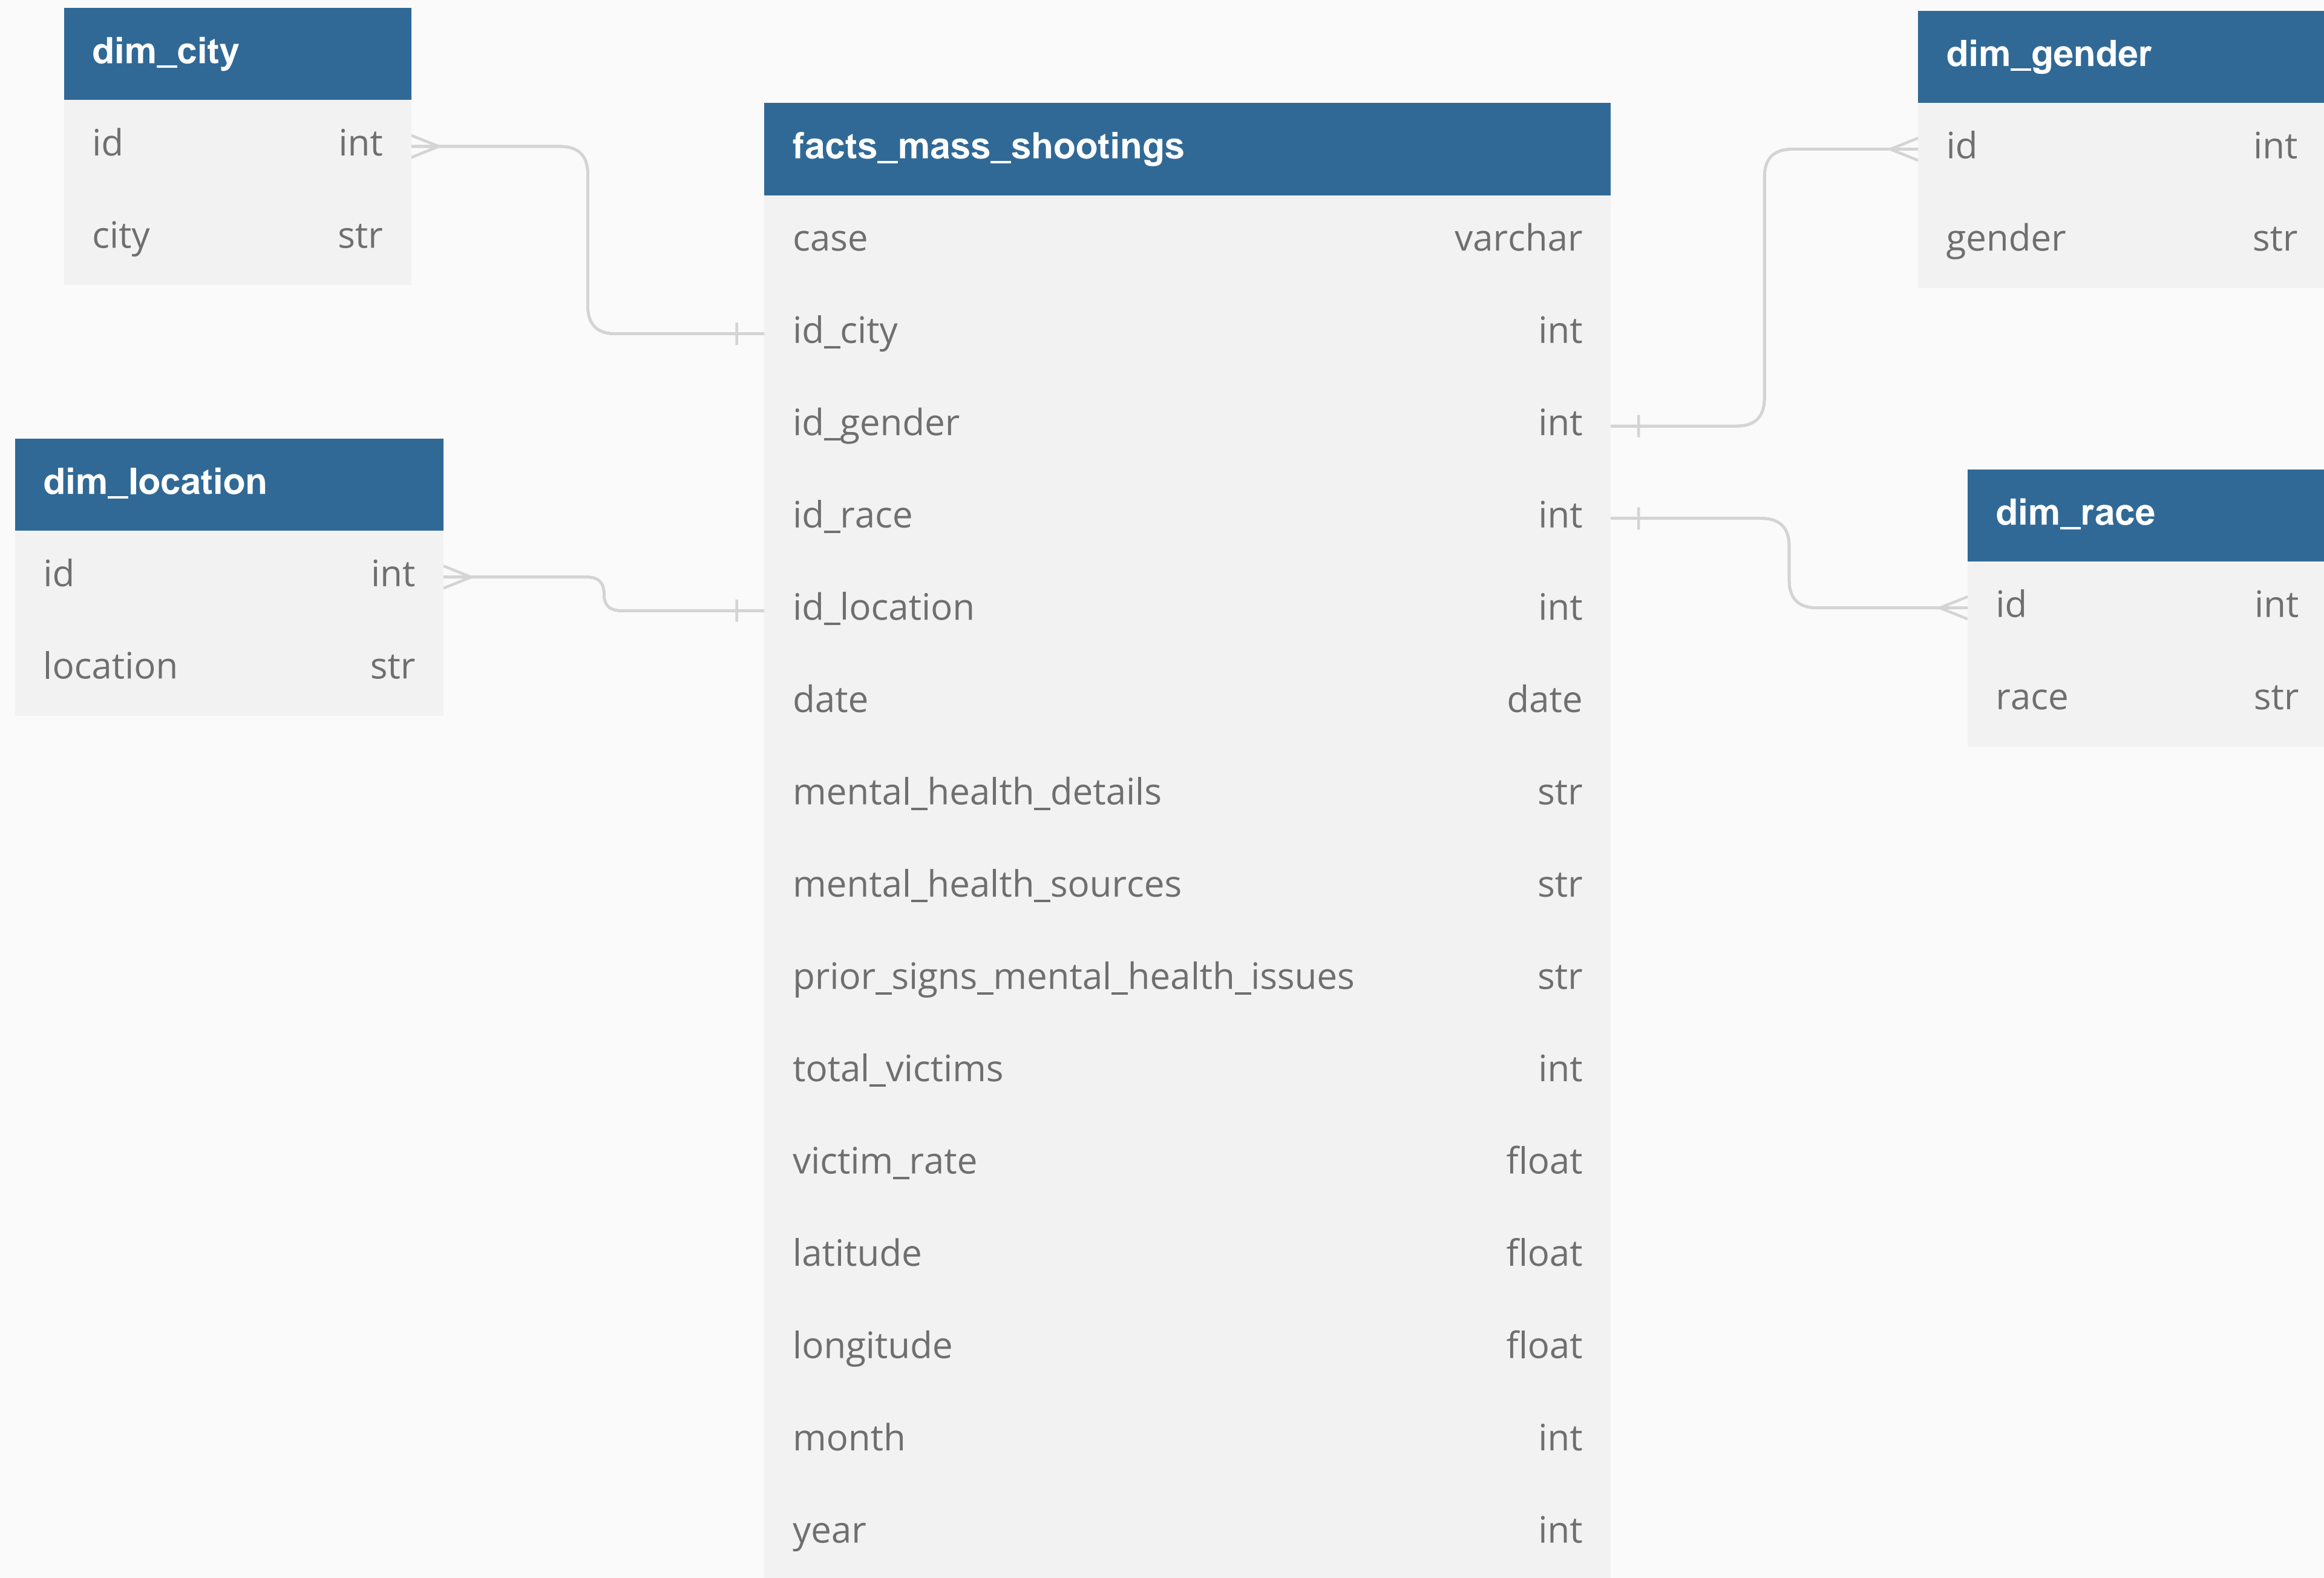 dim_city
id int
city str
dim_location
id int
location str
facts_mass_shootings
case varchar
id_city int
id_gender int
id_race int
id_location int
date date
mental_health_details str
mental_health_sources str
prior_signs_mental_health_issues str
total_victims int
victim_rate float
latitude float
longitude float
month int
year int
dim_gender
id int
gender str
dim_race
id int
race str